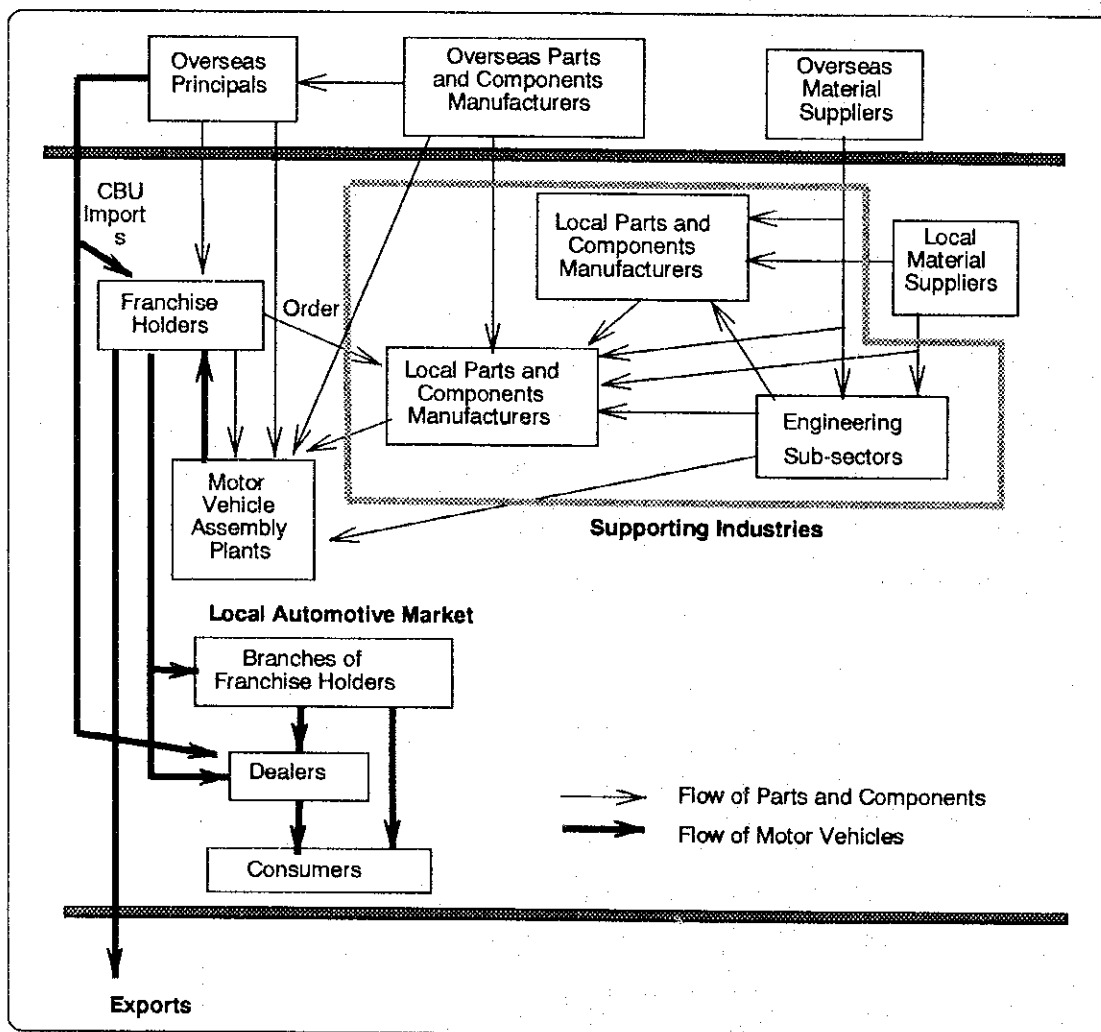 Overseas
Principals
Overseas Parts
and Components
Manufacturers
Overseas
Material
Suppliers
CBU
Import
s
Local Parts and
Components
Manufacturers
Local
Material
Suppliers
Franchise
Holders
Order
Local Parts and
Components
Manufacturers
Engineering
Sub-sectors
Motor
Vehicle
Assembly
Plants
Supporting Industries
Local Automotive Market
Branches of
Franchise Holders
Dealers
Flow of Parts and Components
Flow of Motor Vehicles
Consumers
Exports